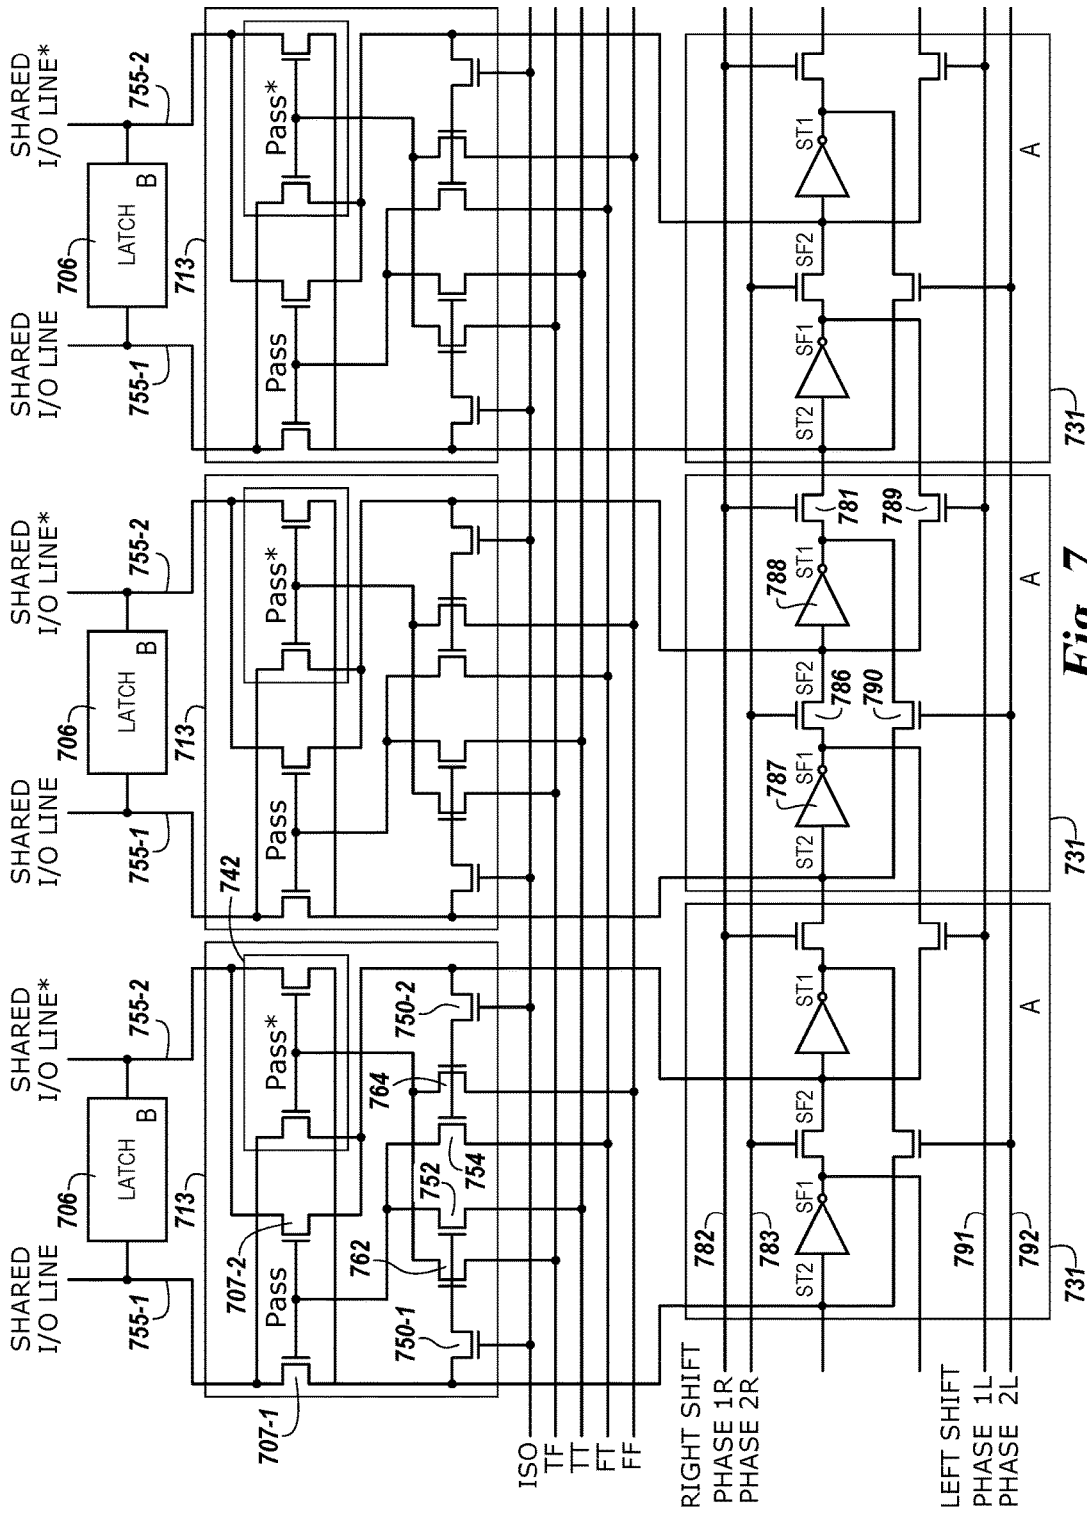 SHARED
I/O LINE
755-1
706
LATCH
B
SHARED
I/O LINE*
755-2
SHARED
I/O LINE
755-1
706
LATCH
B
SHARED
I/O LINE*
755-2
SHARED
I/O LINE
755-1
706
LATCH
B
SHARED
I/O LINE*
755-2
713
742
713
713
707-1
707-2
Pass
Pass*
Pass
Pass*
Pass
Pass*
750-1
762
752
754
764
750-2
ISO
TF
TT
FT
FF
RIGHT SHIFT
PHASE 1R
PHASE 2R
782
783
ST2
SF1
SF2
ST1
ST2
787
SF1
786
SF2
788
ST1
781
790
789
ST2
SF1
SF2
ST1
LEFT SHIFT
PHASE 1L
PHASE 2L
791
792
A
A
A
731
731
731
Fig. 7